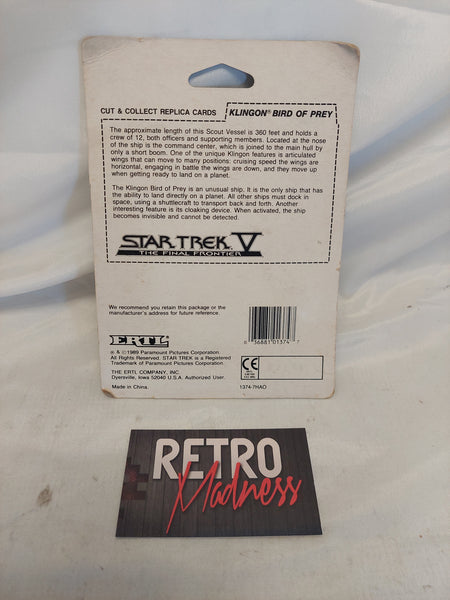 CUT & COLLECT REPLICA CARDS
KLINGON® BIRD OF PREY
The approximate length of this Scout Vessel is 360 feet and holds a
crew of 12, both officers and supporting members. Located at the nose
of the ship is the command center, which is joined to the main hull by
only a short boom. One of the unique Klingon features is articulated
wings that can move to many positions: cruising speed the wings are
horizontal, engaging in battle the wings are down, and they move up
when getting ready to land on a planet.
The Klingon Bird of Prey is an unusual ship. It is the only ship that has
the ability to land directly on a planet. All other ships must dock in
space, using a shuttlecraft to transport back and forth. Another
interesting feature is its cloaking device. When activated, the ship
becomes invisible and cannot be detected.
STAR TREK V
THE FINAL FRONTIER
We recommend you retain this package or the
manufacturer's address for future reference.
ERTL
® & ©1989 Paramount Pictures Corporation.
All Rights Reserved. STAR TREK is a Registered
Trademark of Paramount Pictures Corporation.
THE ERTL COMPANY, INC.
Dyersville, Iowa 52040 U.S.A. Authorized User.
Made in China.
0 36881 01374 7
CE
1374-7HAO
RETRO
Madness